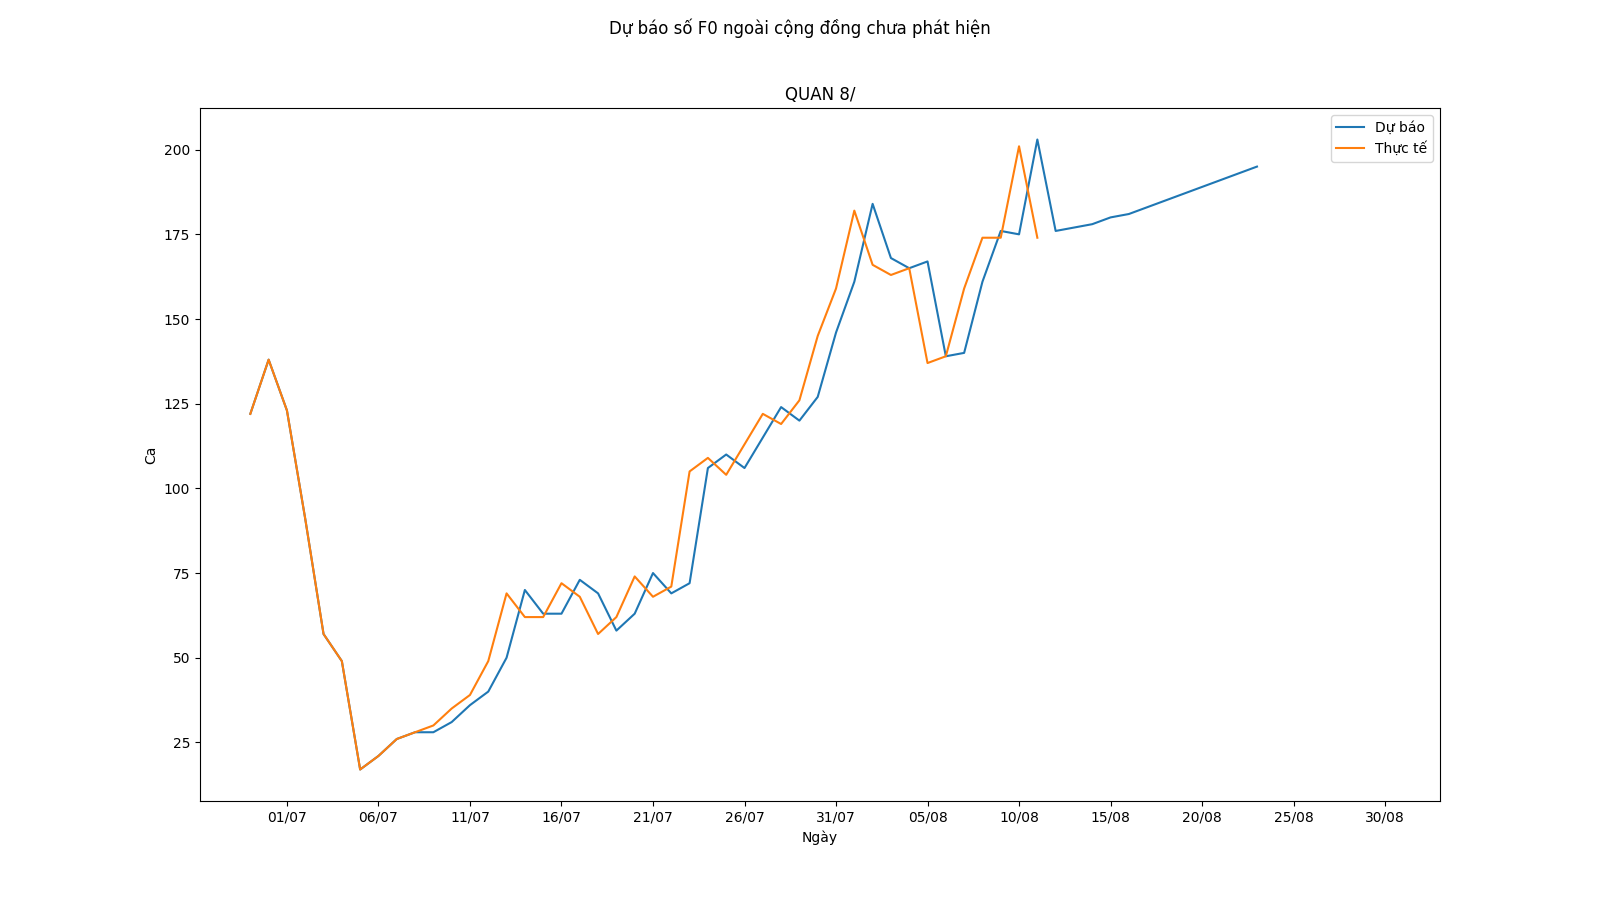 Dự báo số F0 ngoài cộng đồng chưa phát hiện
QUAN 8/
Dự báo
Thực tế
200
175
150
125
100
75
50
25
Ca
01/07 06/07 11/07 16/07 21/07 26/07 31/07 05/08 10/08 15/08 20/08 25/08 30/08
Ngày